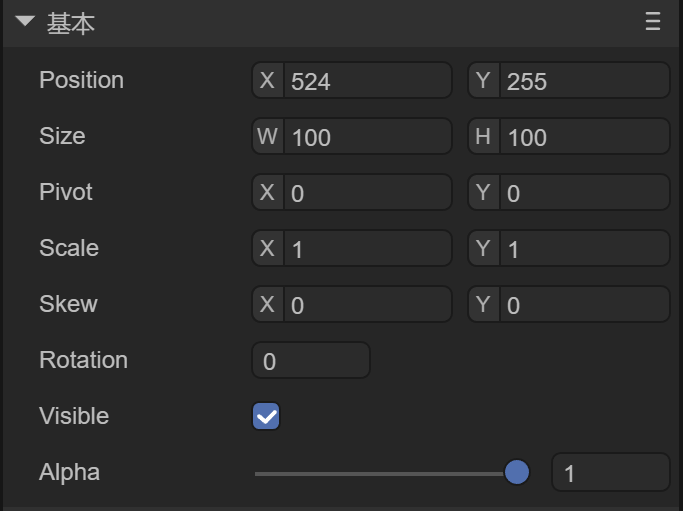 基本
Position X 524 Y 255
Size W 100 H 100
Pivot X 0 Y 0
Scale X 1 Y 1
Skew X 0 Y 0
Rotation 0
Visible
Alpha 1